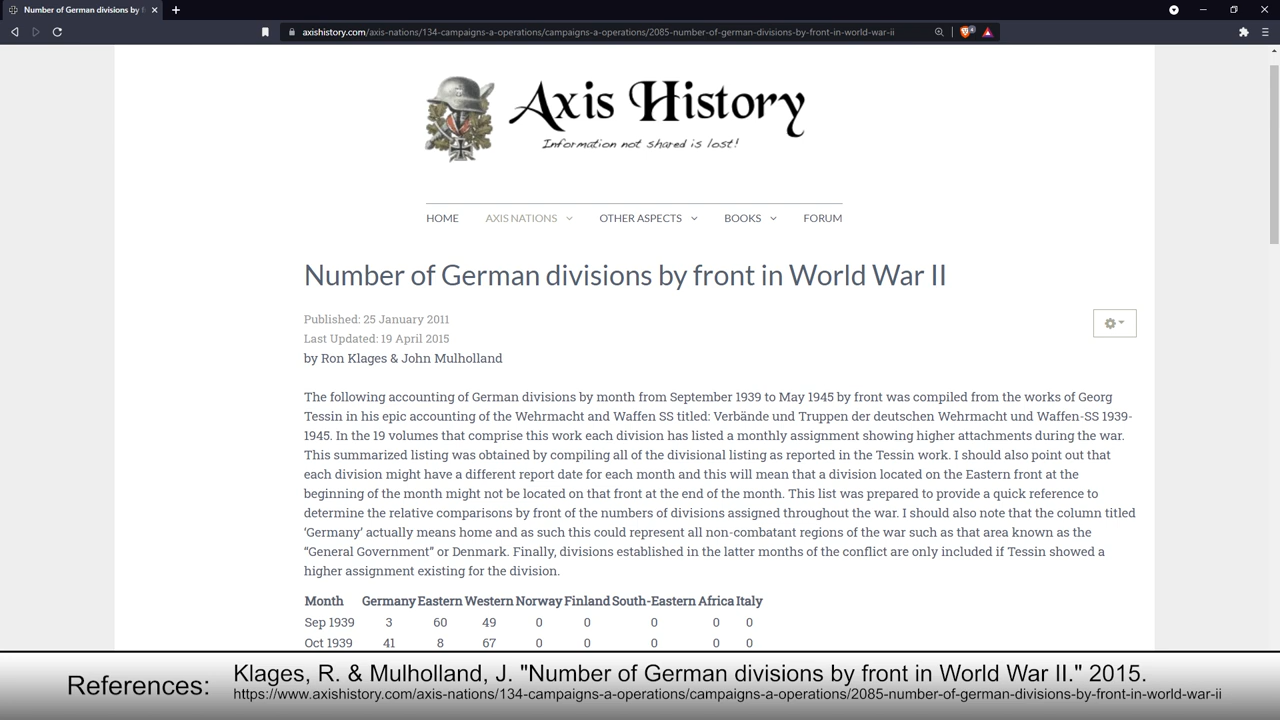 Number of German divisions by f
axishistory.com/axis-nations/134-campaigns-a-operations/campaigns-a-operations/2085-number-of-german-divisions-by-front-in-world-war-ii
Axis History
Information not shared is lost!
HOME AXIS NATIONS OTHER ASPECTS BOOKS FORUM
Number of German divisions by front in World War II
Published: 25 January 2011
Last Updated: 19 April 2015
by Ron Klages & John Mulholland
The following accounting of German divisions by month from September 1939 to May 1945 by front was compiled from the works of Georg
Tessin in his epic accounting of the Wehrmacht and Waffen SS titled: Verbände und Truppen der deutschen Wehrmacht und Waffen-SS 1939-
1945. In the 19 volumes that comprise this work each division has listed a monthly assignment showing higher attachments during the war.
This summarized listing was obtained by compiling all of the divisional listing as reported in the Tessin work. I should also point out that
each division might have a different report date for each month and this will mean that a division located on the Eastern front at the
beginning of the month might not be located on that front at the end of the month. This list was prepared to provide a quick reference to
determine the relative comparisons by front of the numbers of divisions assigned throughout the war. I should also note that the column titled
‘Germany’ actually means home and as such this could represent all non-combatant regions of the war such as that area known as the
“General Government” or Denmark. Finally, divisions established in the latter months of the conflict are only included if Tessin showed a
higher assignment existing for the division.
Month Germany Eastern Western Norway Finland South-Eastern Africa Italy
Sep 1939 3 60 49 0 0 0 0 0
Oct 1939 41 8 67 0 0 0 0 0
References: Klages, R. & Mulholland, J. "Number of German divisions by front in World War II." 2015.
https://www.axishistory.com/axis-nations/134-campaigns-a-operations/campaigns-a-operations/2085-number-of-german-divisions-by-front-in-world-war-ii